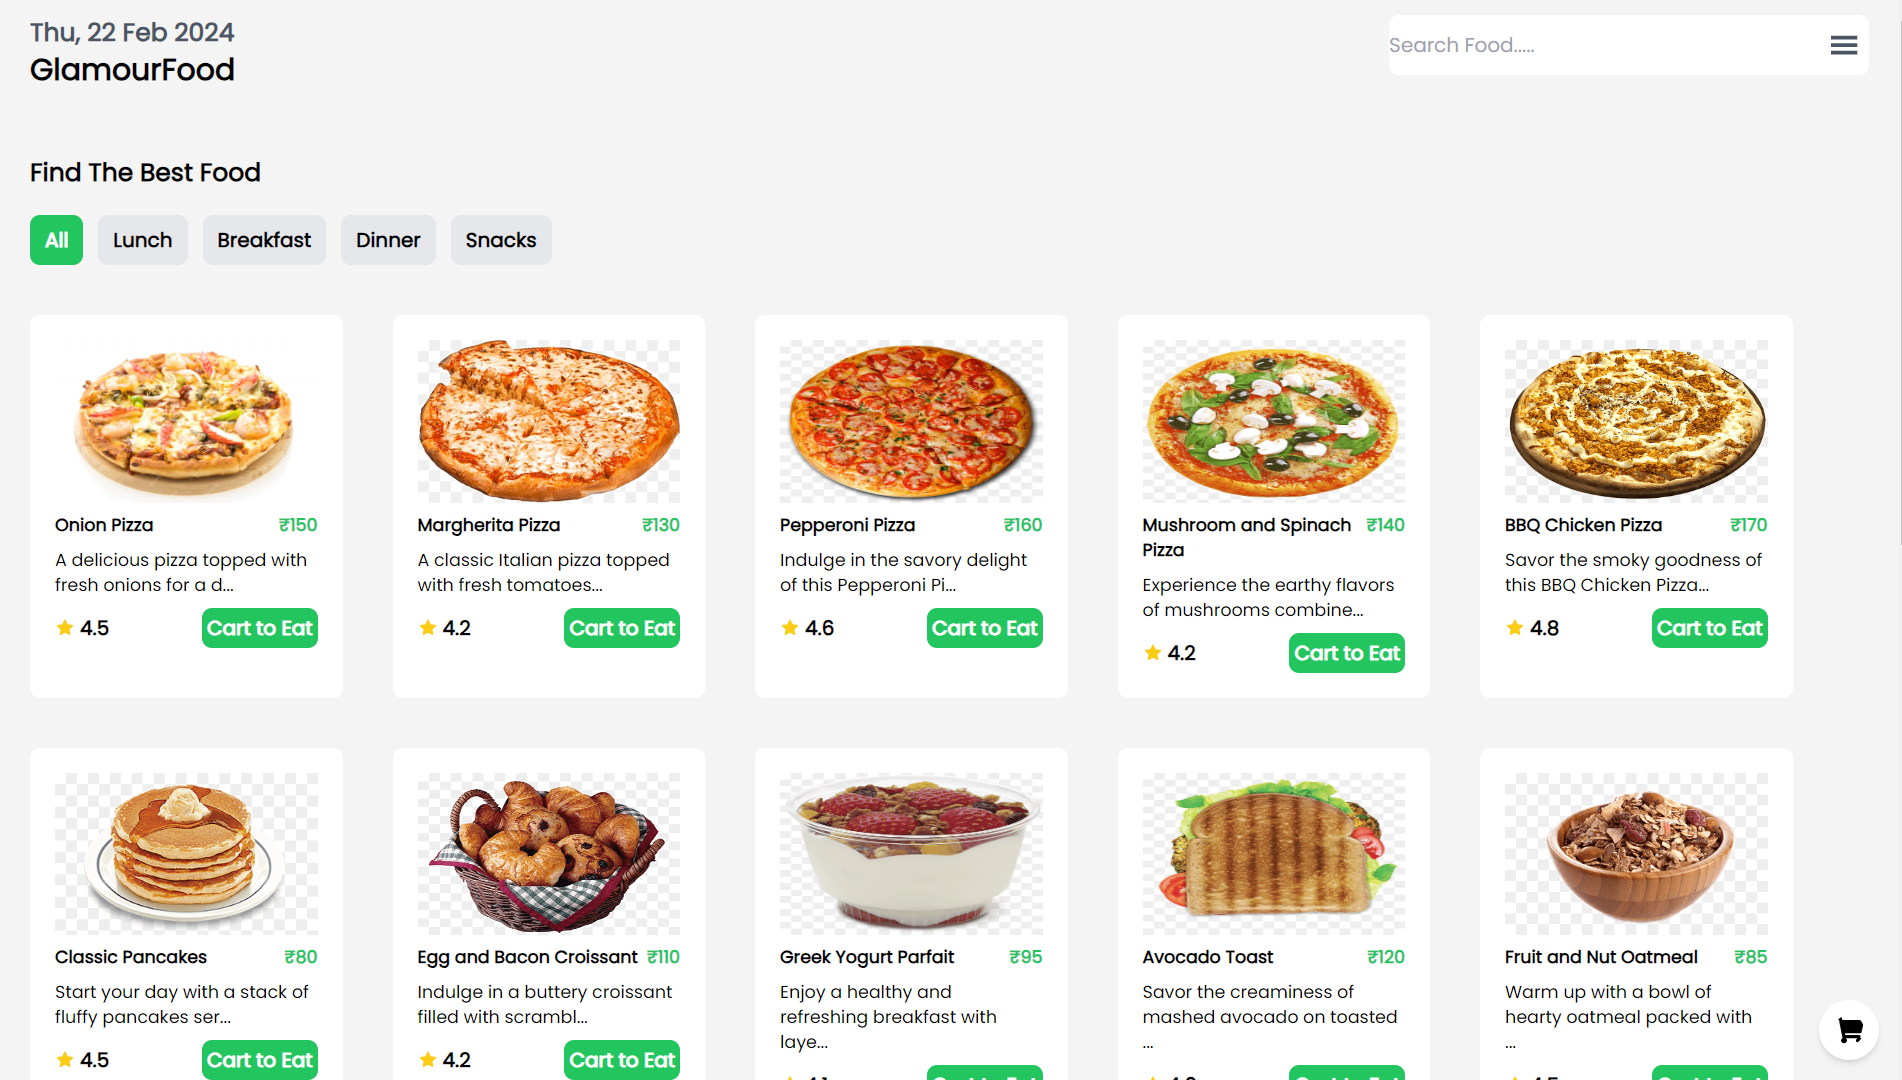 Thu, 22 Feb 2024
GlamourFood
Search Food.....
Find The Best Food
All
Lunch
Breakfast
Dinner
Snacks
Onion Pizza ₹150
A delicious pizza topped with
fresh onions for a d...
4.5
Cart to Eat
Margherita Pizza ₹130
A classic Italian pizza topped
with fresh tomatoes...
4.2
Cart to Eat
Pepperoni Pizza ₹160
Indulge in the savory delight
of this Pepperoni Pi...
4.6
Cart to Eat
Mushroom and Spinach ₹140
Pizza
Experience the earthy flavors
of mushrooms combine...
4.2
Cart to Eat
BBQ Chicken Pizza ₹170
Savor the smoky goodness of
this BBQ Chicken Pizza...
4.8
Cart to Eat
Classic Pancakes ₹80
Start your day with a stack of
fluffy pancakes ser...
4.5
Cart to Eat
Egg and Bacon Croissant ₹110
Indulge in a buttery croissant
filled with scrambl...
4.2
Cart to Eat
Greek Yogurt Parfait ₹95
Enjoy a healthy and
refreshing breakfast with
laye...
Avocado Toast ₹120
Savor the creaminess of
mashed avocado on toasted
...
Fruit and Nut Oatmeal ₹85
Warm up with a bowl of
hearty oatmeal packed with
...